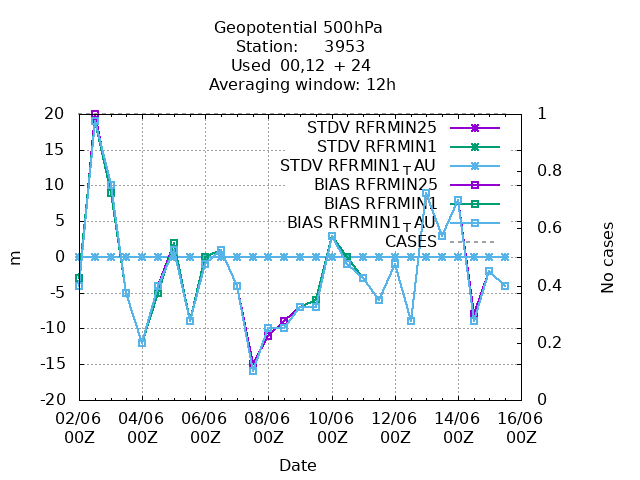 Geopotential 500hPa
Station: 3953
Used 00,12 + 24
Averaging window: 12h
20
15
10
5
0
-5
-10
-15
-20
m
STDV RFRMIN25
STDV RFRMIN1
STDV RFRMIN1TAU
BIAS RFRMIN25
BIAS RFRMIN1
BIAS RFRMIN1TAU
CASES
1
0.8
0.6
0.4
0.2
0
No cases
02/06 04/06 06/06 08/06 10/06 12/06 14/06 16/06
00Z 00Z 00Z 00Z 00Z 00Z 00Z 00Z
Date